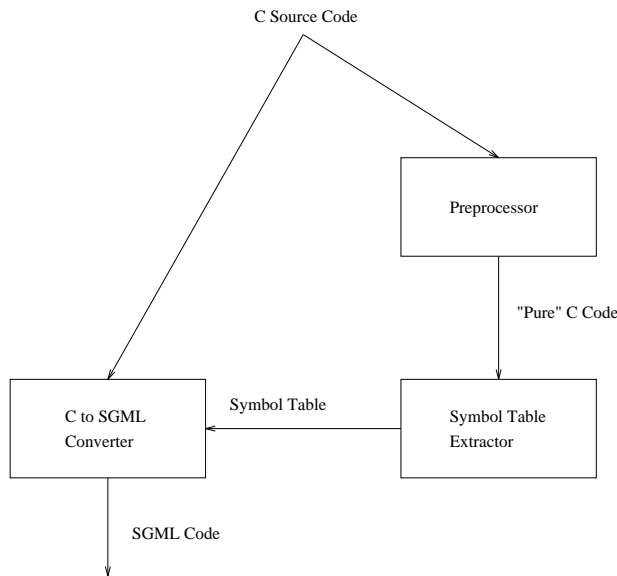 C Source Code
Preprocessor
"Pure" C Code
C to SGML
Converter
Symbol Table
Symbol Table
Extractor
SGML Code